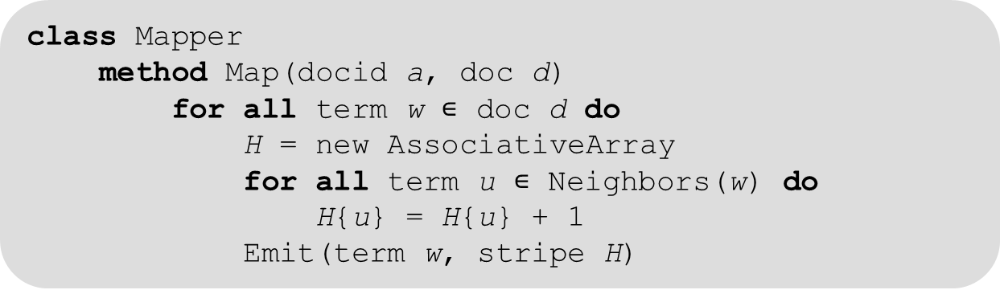 class Mapper
method Map(docid a, doc d)
for all term w ∈ doc d do
H = new AssociativeArray
for all term u ∈ Neighbors(w) do
H{u} = H{u} + 1
Emit(term w, stripe H)